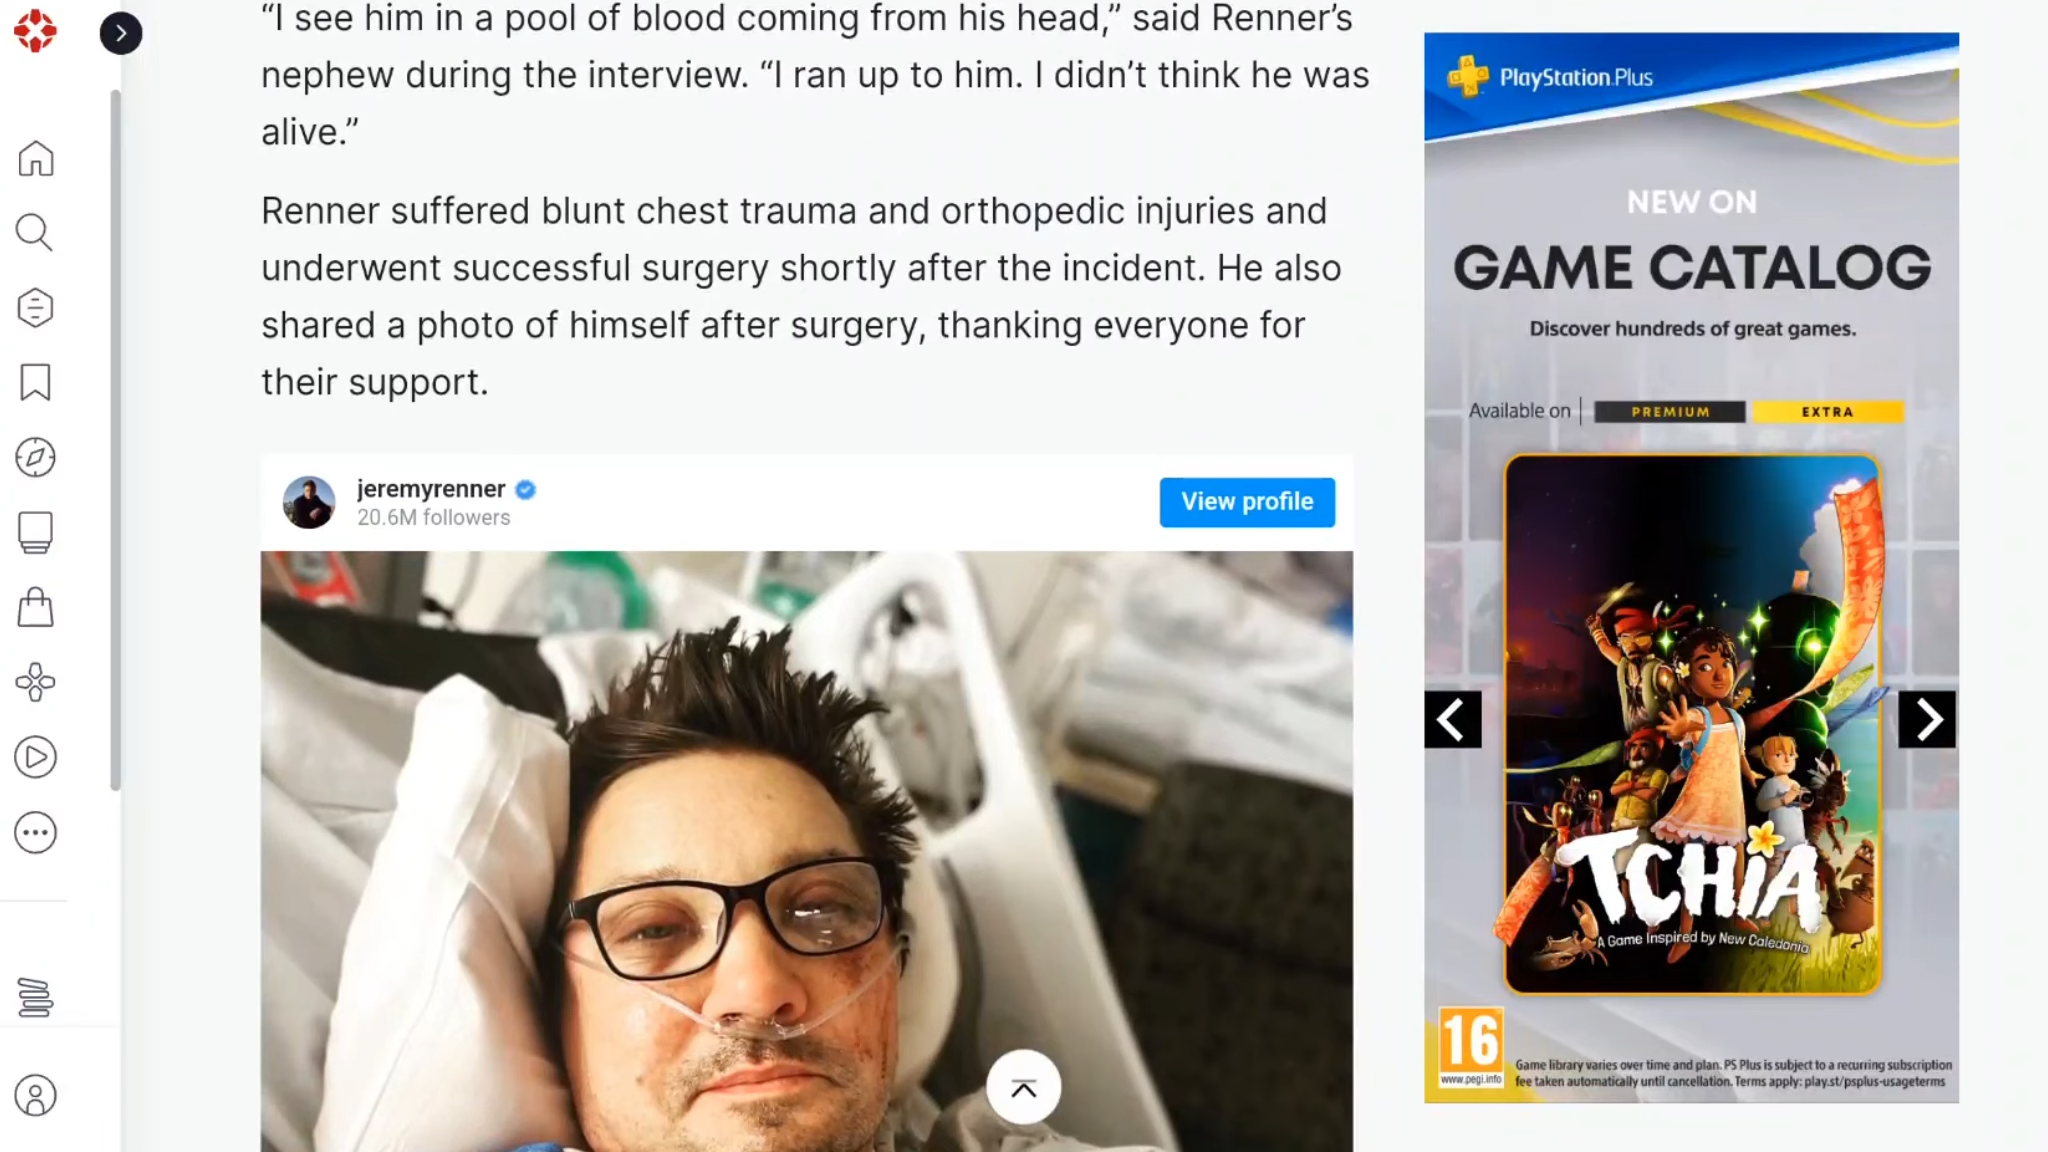 “I see him in a pool of blood coming from his head,” said Renner’s
nephew during the interview. “I ran up to him. I didn’t think he was
alive.”
Renner suffered blunt chest trauma and orthopedic injuries and
underwent successful surgery shortly after the incident. He also
shared a photo of himself after surgery, thanking everyone for
their support.
jeremyrenner
20.6M followers
View profile
PlayStation.Plus
NEW ON
GAME CATALOG
Discover hundreds of great games.
Available on
PREMIUM
EXTRA
TCHIA
A Game Inspired by New Caledonia
16
www.pegi.info
Game library varies over time and plan. PS Plus is subject to a recurring subscription
fee taken automatically until cancellation. Terms apply: play.st/psplus-usageterms